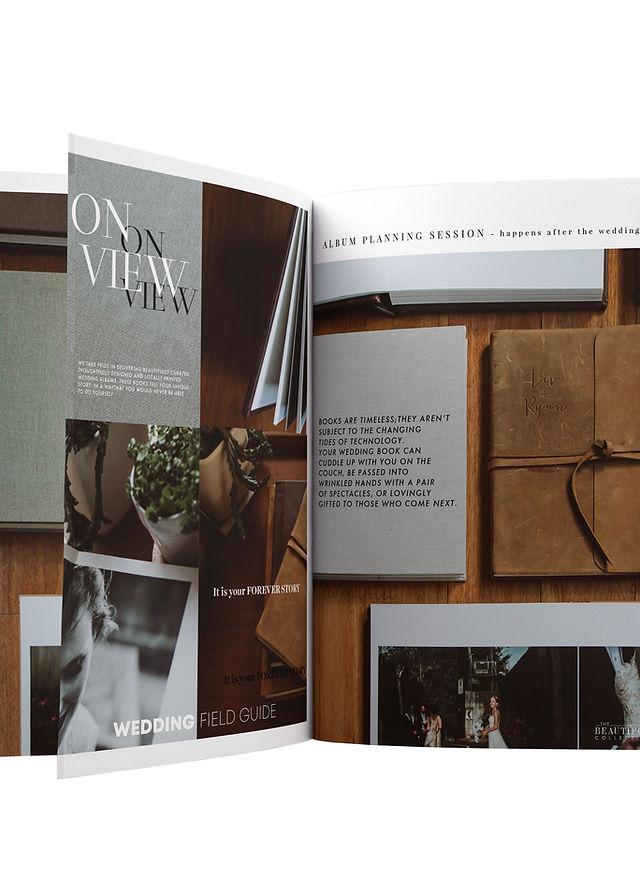 ON
ON
VIEW
VIEW
WE TAKE PRIDE IN DELIVERING BEAUTIFULLY CURATED,
THOUGHTFULLY DESIGNED AND LOCALLY PRINTED
WEDDING ALBUMS. THESE BOOKS TELL YOUR UNIQUE
STORY, IN A WAYTHAT YOU WOULD NEVER BE ABLE
TO DO YOURSELF
It is your FOREVER STORY
It is your FOREVER STORY
WEDDING FIELD GUIDE
ALBUM PLANNING SESSION - happens after the wedding
Liv
+
Ryan
BOOKS ARE TIMELESS;THEY AREN'T
SUBJECT TO THE CHANGING
TIDES OF TECHNOLOGY.
YOUR WEDDING BOOK CAN
CUDDLE UP WITH YOU ON THE
COUCH, BE PASSED INTO
WRINKLED HANDS WITH A PAIR
OF SPECTACLES, OR LOVINGLY
GIFTED TO THOSE WHO COME NEXT.
THE